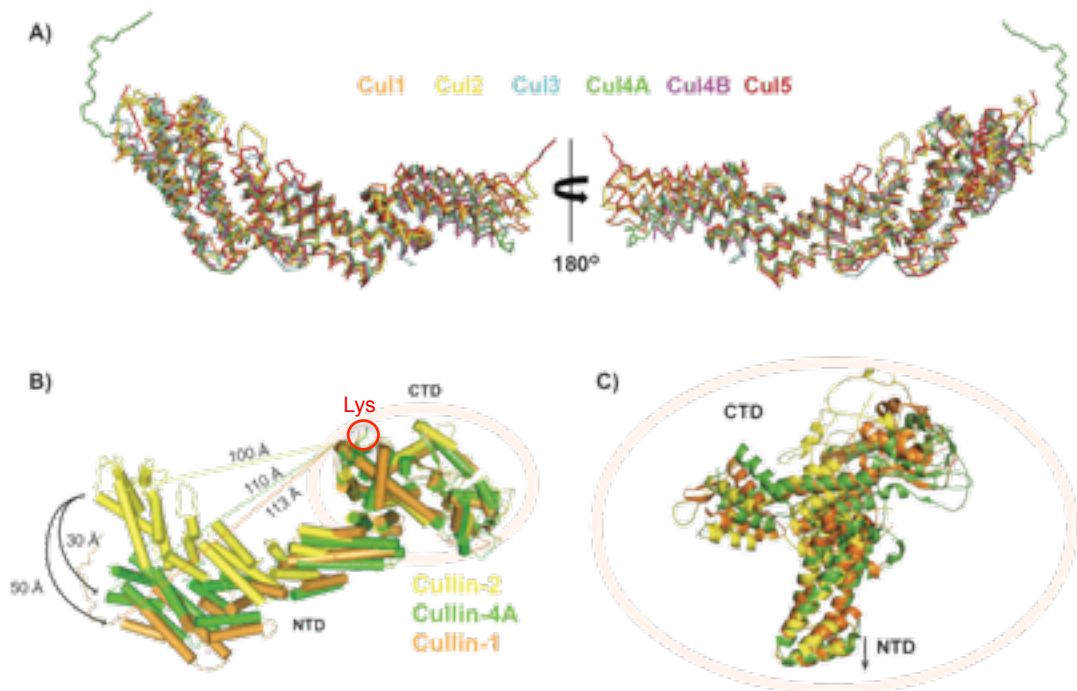 A)
Cul1 Cul2 Cul3 Cul4A Cul4B Cul5
180°
B)
CTD
Lys
100 Å
110 Å
113 Å
30 Å
50 Å
NTD
Cullin-2
Cullin-4A
Cullin-1
C)
CTD
NTD